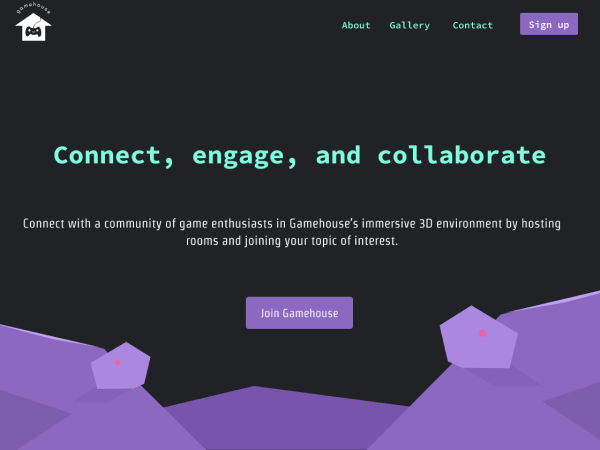 gamehouse
About
Gallery
Contact
Sign up
Connect, engage, and collaborate
Connect with a community of game enthusiasts in Gamehouse's immersive 3D environment by hosting
rooms and joining your topic of interest.
Join Gamehouse